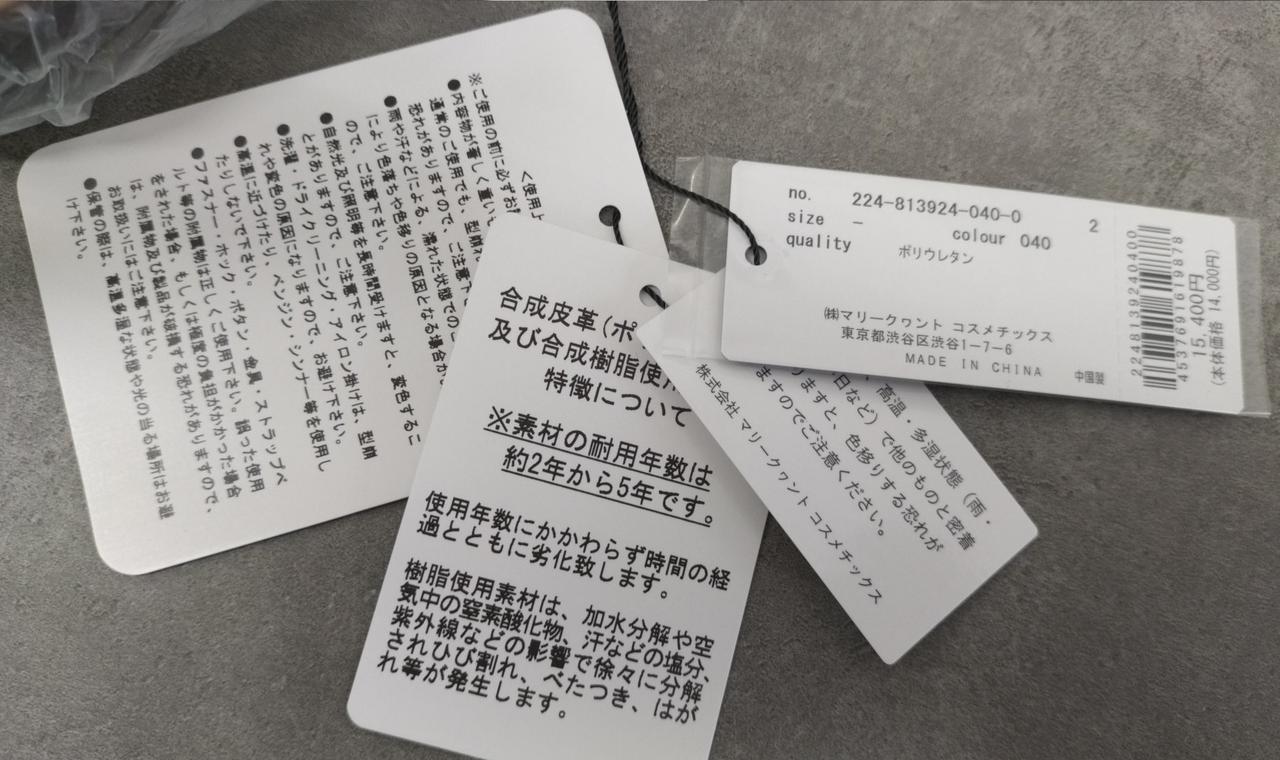 ※ご使用の前に必ずお
＜使用上
●内容物が著しく重い
通常のご使用でも、型崩
恐れがありますので、ご注意下
●雨や汗などによる、濡れた状態でのご
により色落ちや色移りの原因となる場合が
ので、ご注意下さい。
●自然光及び照明等を長時間受けますと、変色するこ
とがありますので、ご注意下さい。
●洗濯・ドライクリーニング・アイロン掛けは、型崩
れや変色の原因になりますので、お避け下さい。
●高温に近づけたり、ベンジン・シンナー等を使用し
たりしないで下さい。
●ファスナー・ホック・ボタン・金具・ストラップベ
ルト等の附属物は正しくご使用下さい。誤った使用
をされた場合、もしくは極度の負担がかかった場合
は、附属物及び製品が破損する恐れがありますので、
お取扱いにはご注意下さい。
●保管の際は、高温多湿な状態や光の当る場所はお避
け下さい。
合成皮革(ポ
及び合成樹脂使用
特徴について
※素材の耐用年数は
約2年から5年です。
使用年数にかかわらず時間の経
過とともに劣化致します。
樹脂使用素材は、加水分解や空
気中の窒素酸化物、汗などの塩分、
紫外線などの影響で徐々に分解
されひび割れ、べたつき、はが
れ等が発生します。
高温・多湿状態（雨・
日など）で他のものと密着
りますと、色移りする恐れが
ますのでご注意ください。
株式会社 マリークヮント コスメチックス
no. 224-813924-040-0
size － 2
colour 040
quality ポリウレタン
㈱マリークヮント コスメチックス
東京都渋谷区渋谷1-7-6
MADE IN CHINA
中国製
2248139240400
4537691619878
15,400円
(本体価格 14,000円)